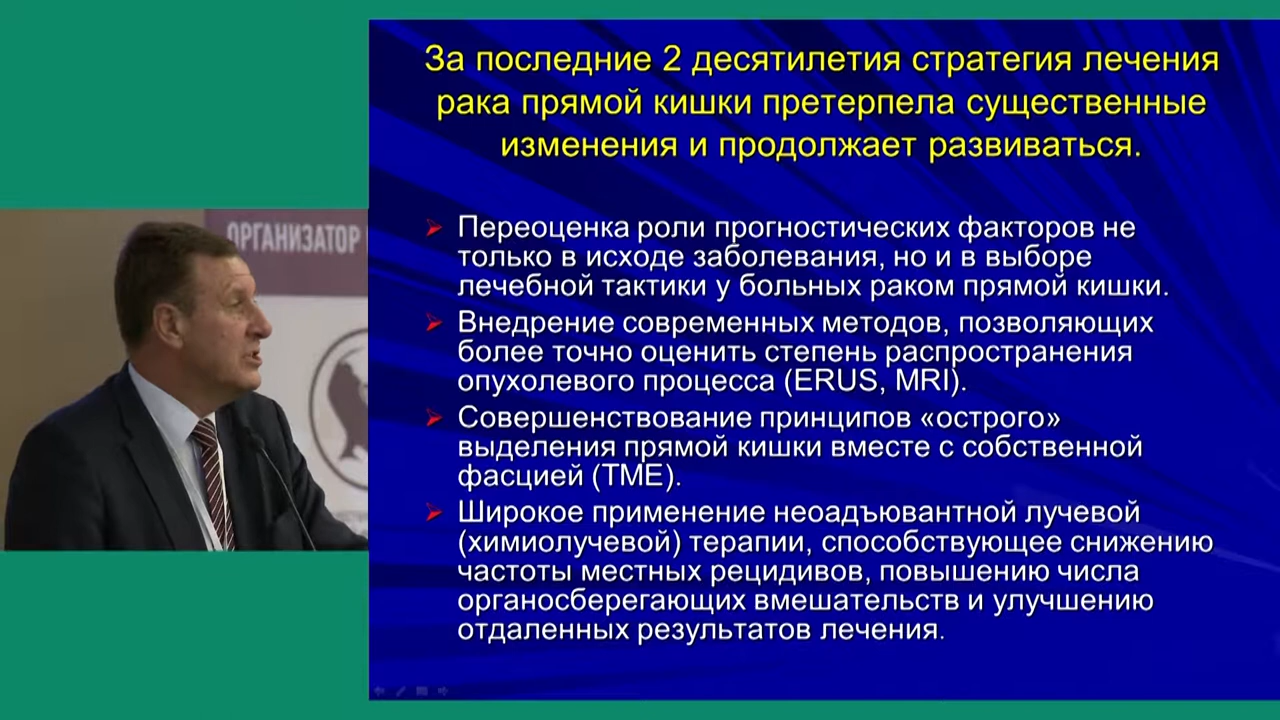 За последние 2 десятилетия стратегия лечения
рака прямой кишки претерпела существенные
изменения и продолжает развиваться.
Переоценка роли прогностических факторов не
только в исходе заболевания, но и в выборе
лечебной тактики у больных раком прямой кишки.
Внедрение современных методов, позволяющих
более точно оценить степень распространения
опухолевого процесса (ERUS, MRI).
Совершенствование принципов «острого»
выделения прямой кишки вместе с собственной
фасцией (TME).
Широкое применение неоадъювантной лучевой
(химиолучевой) терапии, способствующее снижению
частоты местных рецидивов, повышению числа
органосберегающих вмешательств и улучшению
отдаленных результатов лечения.
ОРГАНИЗАТОР